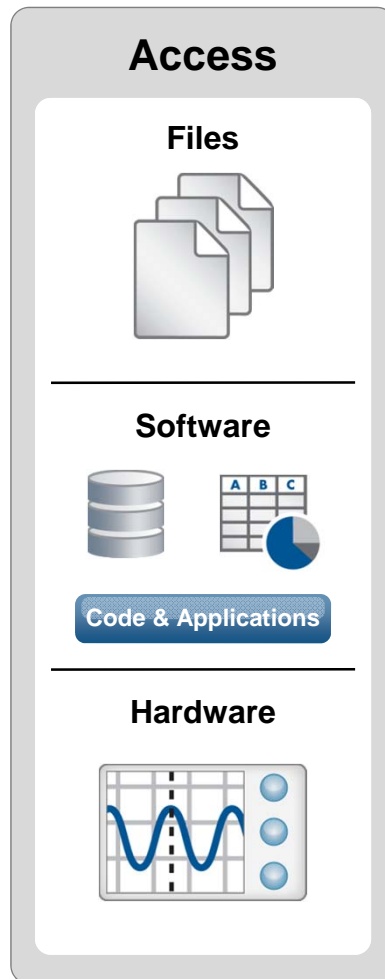 Access
Files
Software
A B C
Code & Applications
Hardware